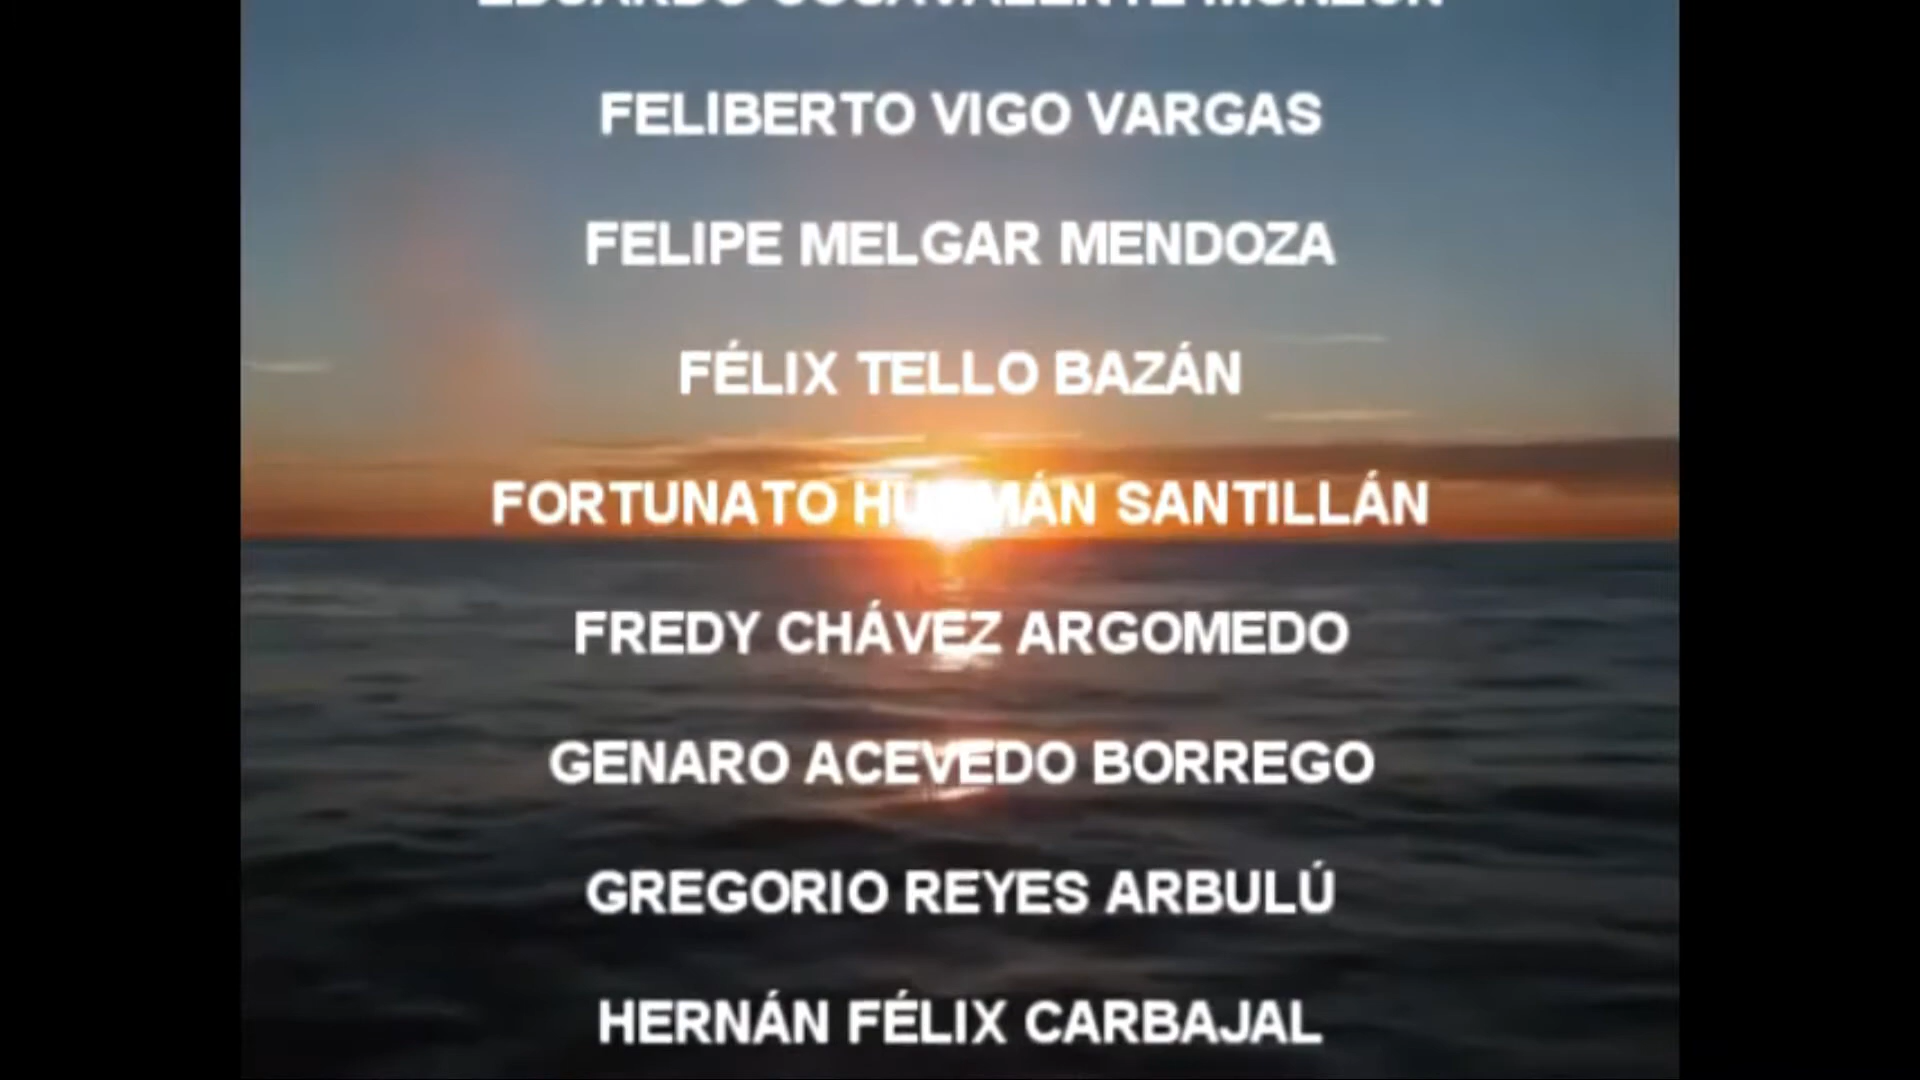 FELIBERTO VIGO VARGAS
FELIPE MELGAR MENDOZA
FÉLIX TELLO BAZÁN
FORTUNATO SANTILLÁN
FREDY CHÁVEZ ARGOMEDO
GENARO ACEVEDO BORREGO
GREGORIO REYES ARBULÚ
HERNÁN FÉLIX CARBAJAL